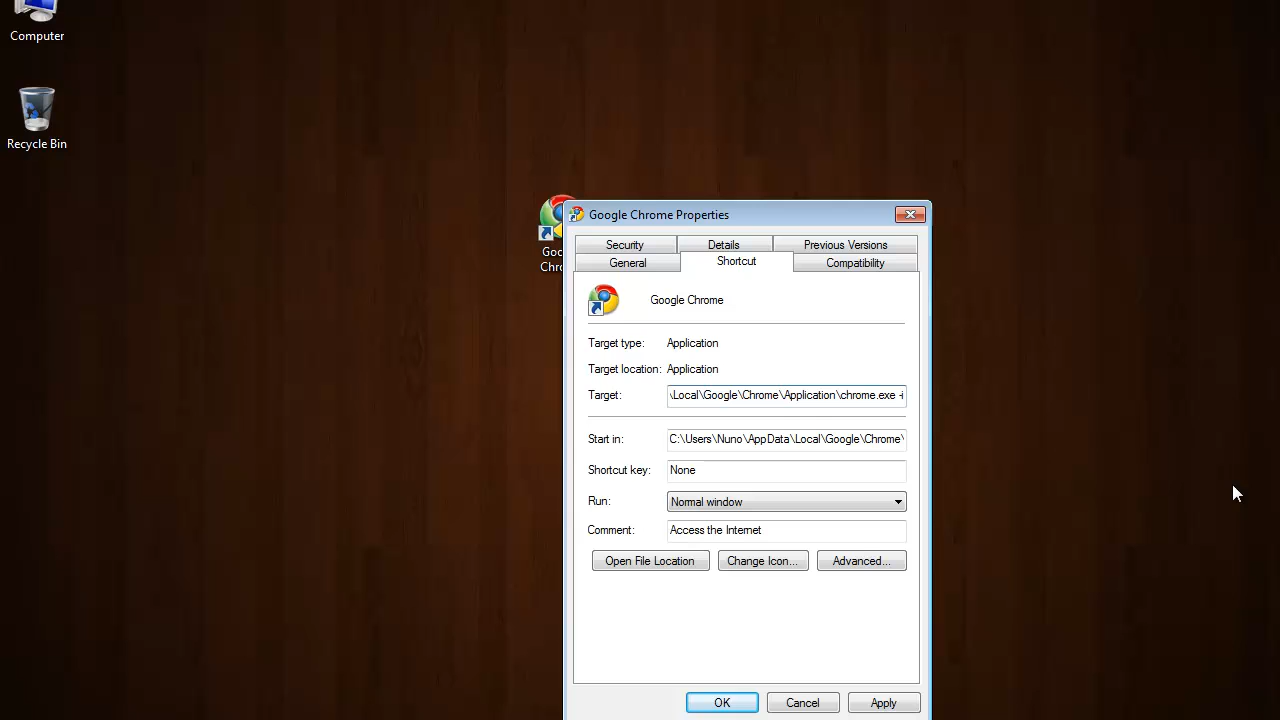 Computer
Recycle Bin
Goo
Chro
Google Chrome Properties
Security Details Previous Versions
General Shortcut Compatibility
Google Chrome
Target type: Application
Target location: Application
Target: \Local\Google\Chrome\Application\chrome.exe -i
Start in: C:\Users\Nuno\AppData\Local\Google\Chrome\
Shortcut key: None
Run: Normal window
Comment: Access the Internet
Open File Location Change Icon... Advanced...
OK Cancel Apply